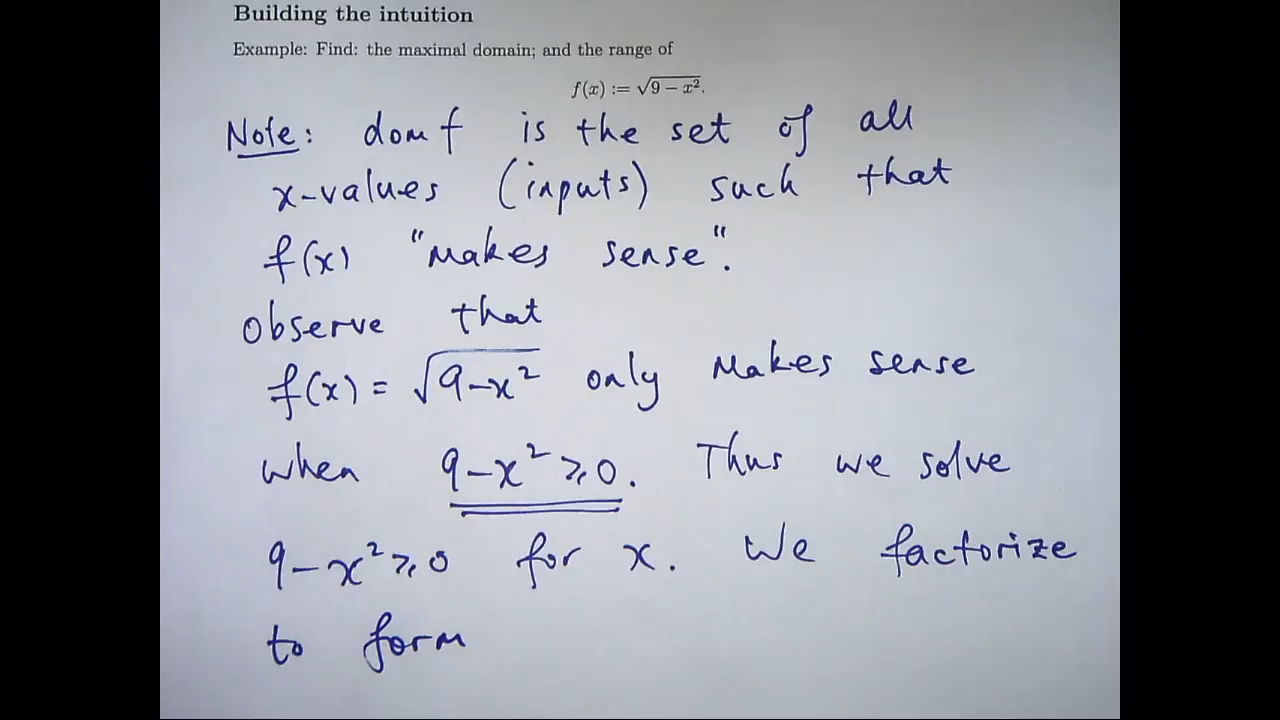 Building the intuition
Example: Find: the maximal domain; and the range of
f(x) := √(9 − x²).
Note: dom f is the set of all
x-values (inputs) such that
f(x) "makes sense".
Observe that
f(x) = √(9-x²) only makes sense
when 9-x² ⩾ 0. Thus we solve
9-x² ⩾ 0 for x. We factorize
to form